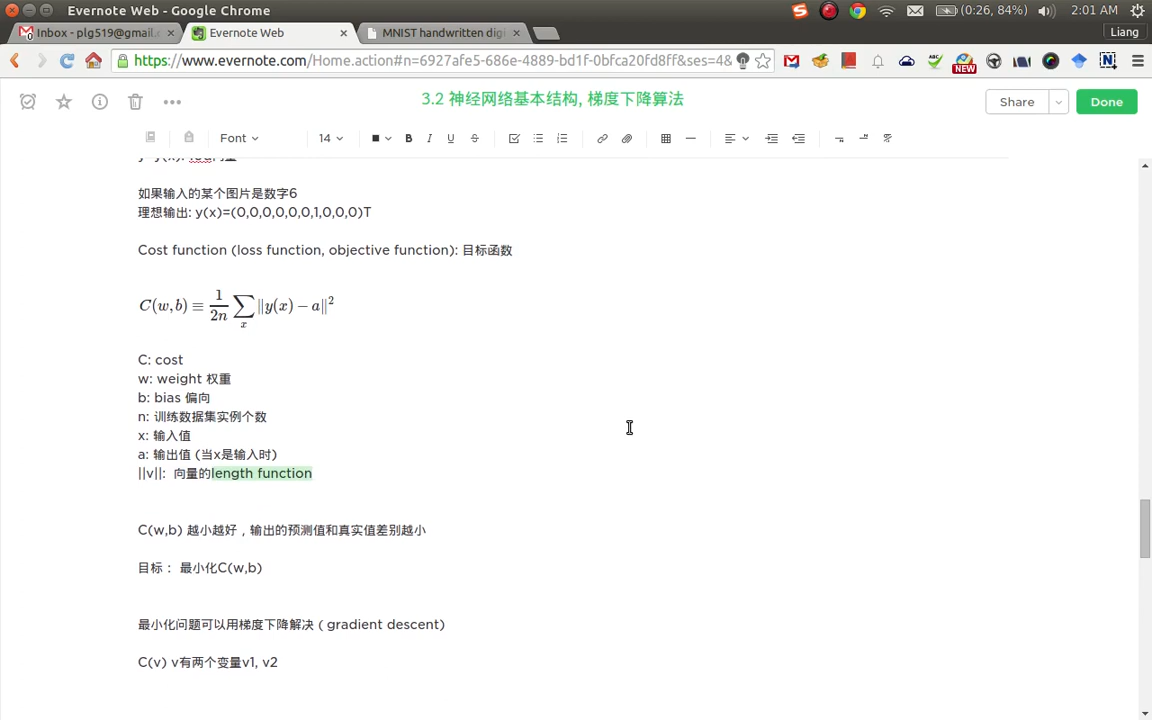 Evernote Web - Google Chrome
(0:26, 84%) 2:01 AM
Inbox - plg519@gmail.c × Evernote Web × MNIST handwritten digi × Liang
https://www.evernote.com/Home.action#n=6927afe5-686e-4889-bd1f-0bfca20fd8ff&ses=4&
NEW
3.2 神经网络基本结构, 梯度下降算法
Share Done
Font 14 B I U S
如果输入的某个图片是数字6
理想输出: y(x)=(0,0,0,0,0,0,1,0,0,0)T
Cost function (loss function, objective function): 目标函数
C(w,b) ≡ 1/2n ∑x ||y(x) − a||²
C: cost
w: weight 权重
b: bias 偏向
n: 训练数据集实例个数
x: 输入值
a: 输出值 (当x是输入时)
||v||: 向量的length function
C(w,b) 越小越好，输出的预测值和真实值差别越小
目标： 最小化C(w,b)
最小化问题可以用梯度下降解决（gradient descent)
C(v) v有两个变量v1, v2